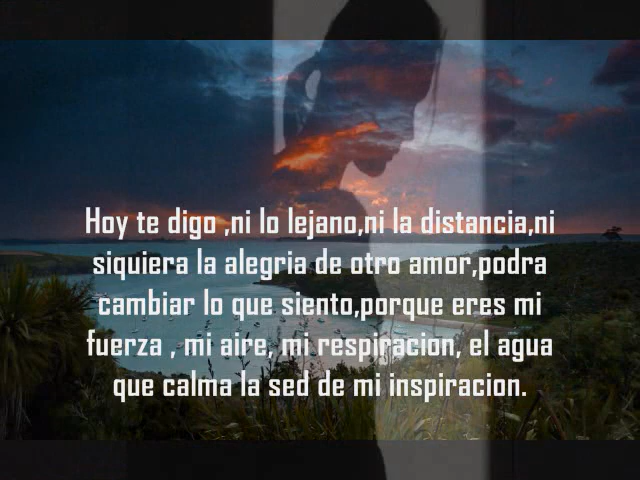 Hoy te digo ,ni lo lejano,ni la distancia,ni
siquiera la alegria de otro amor,podra
cambiar lo que siento,porque eres mi
fuerza , mi aire, mi respiracion, el agua
que calma la sed de mi inspiracion.